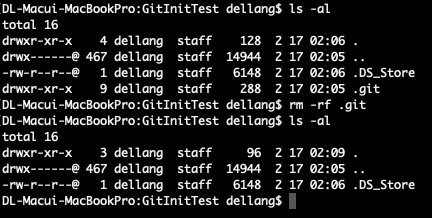 [DL-Macui-MacBookPro:GitInitTest dellang$ ls -al
total 16
drwxr-xr-x   4 dellang  staff    128  2 17 02:06 .
drwx------@ 467 dellang  staff  14944  2 17 02:05 ..
-rw-r--r--@  1 dellang  staff   6148  2 17 02:06 .DS_Store
drwxr-xr-x   9 dellang  staff    288  2 17 02:05 .git
[DL-Macui-MacBookPro:GitInitTest dellang$ rm -rf .git
[DL-Macui-MacBookPro:GitInitTest dellang$ ls -al
total 16
drwxr-xr-x   3 dellang  staff     96  2 17 02:09 .
drwx------@ 467 dellang  staff  14944  2 17 02:05 ..
-rw-r--r--@  1 dellang  staff   6148  2 17 02:06 .DS_Store
DL-Macui-MacBookPro:GitInitTest dellang$